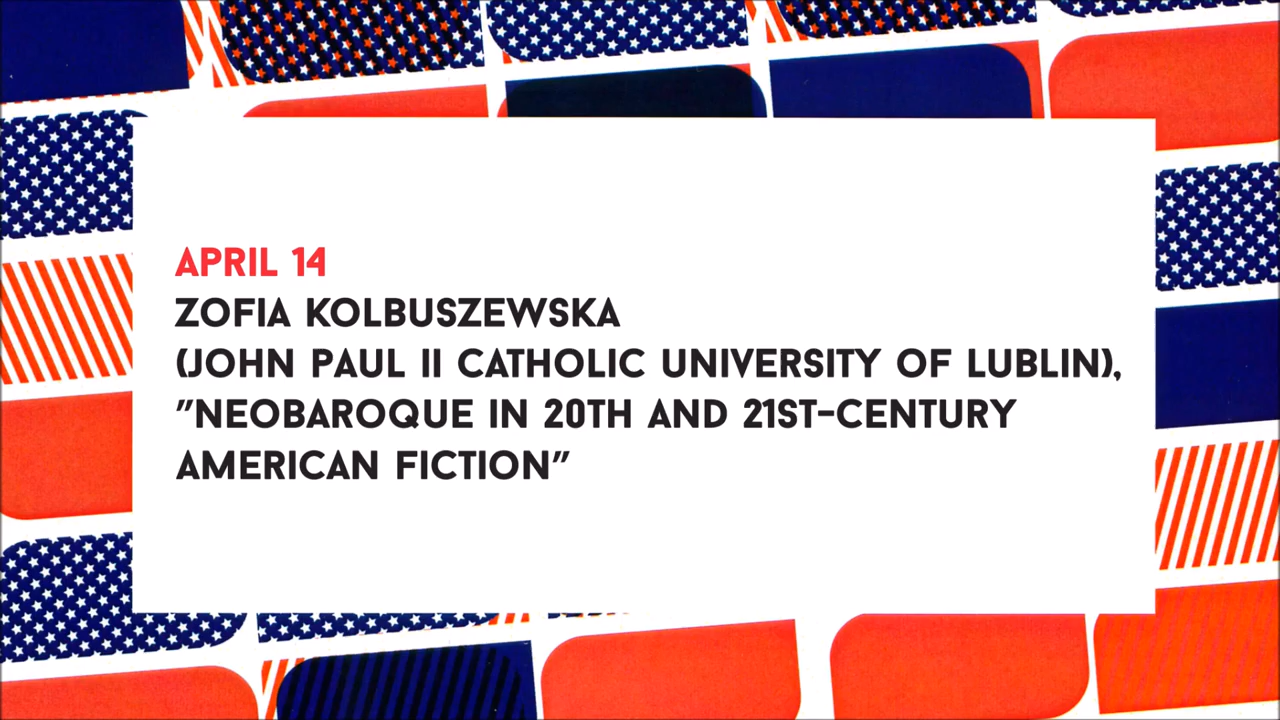 APRIL 14
ZOFIA KOLBUSZEWSKA
(JOHN PAUL II CATHOLIC UNIVERSITY OF LUBLIN),
"NEOBAROQUE IN 20TH AND 21ST-CENTURY
AMERICAN FICTION"